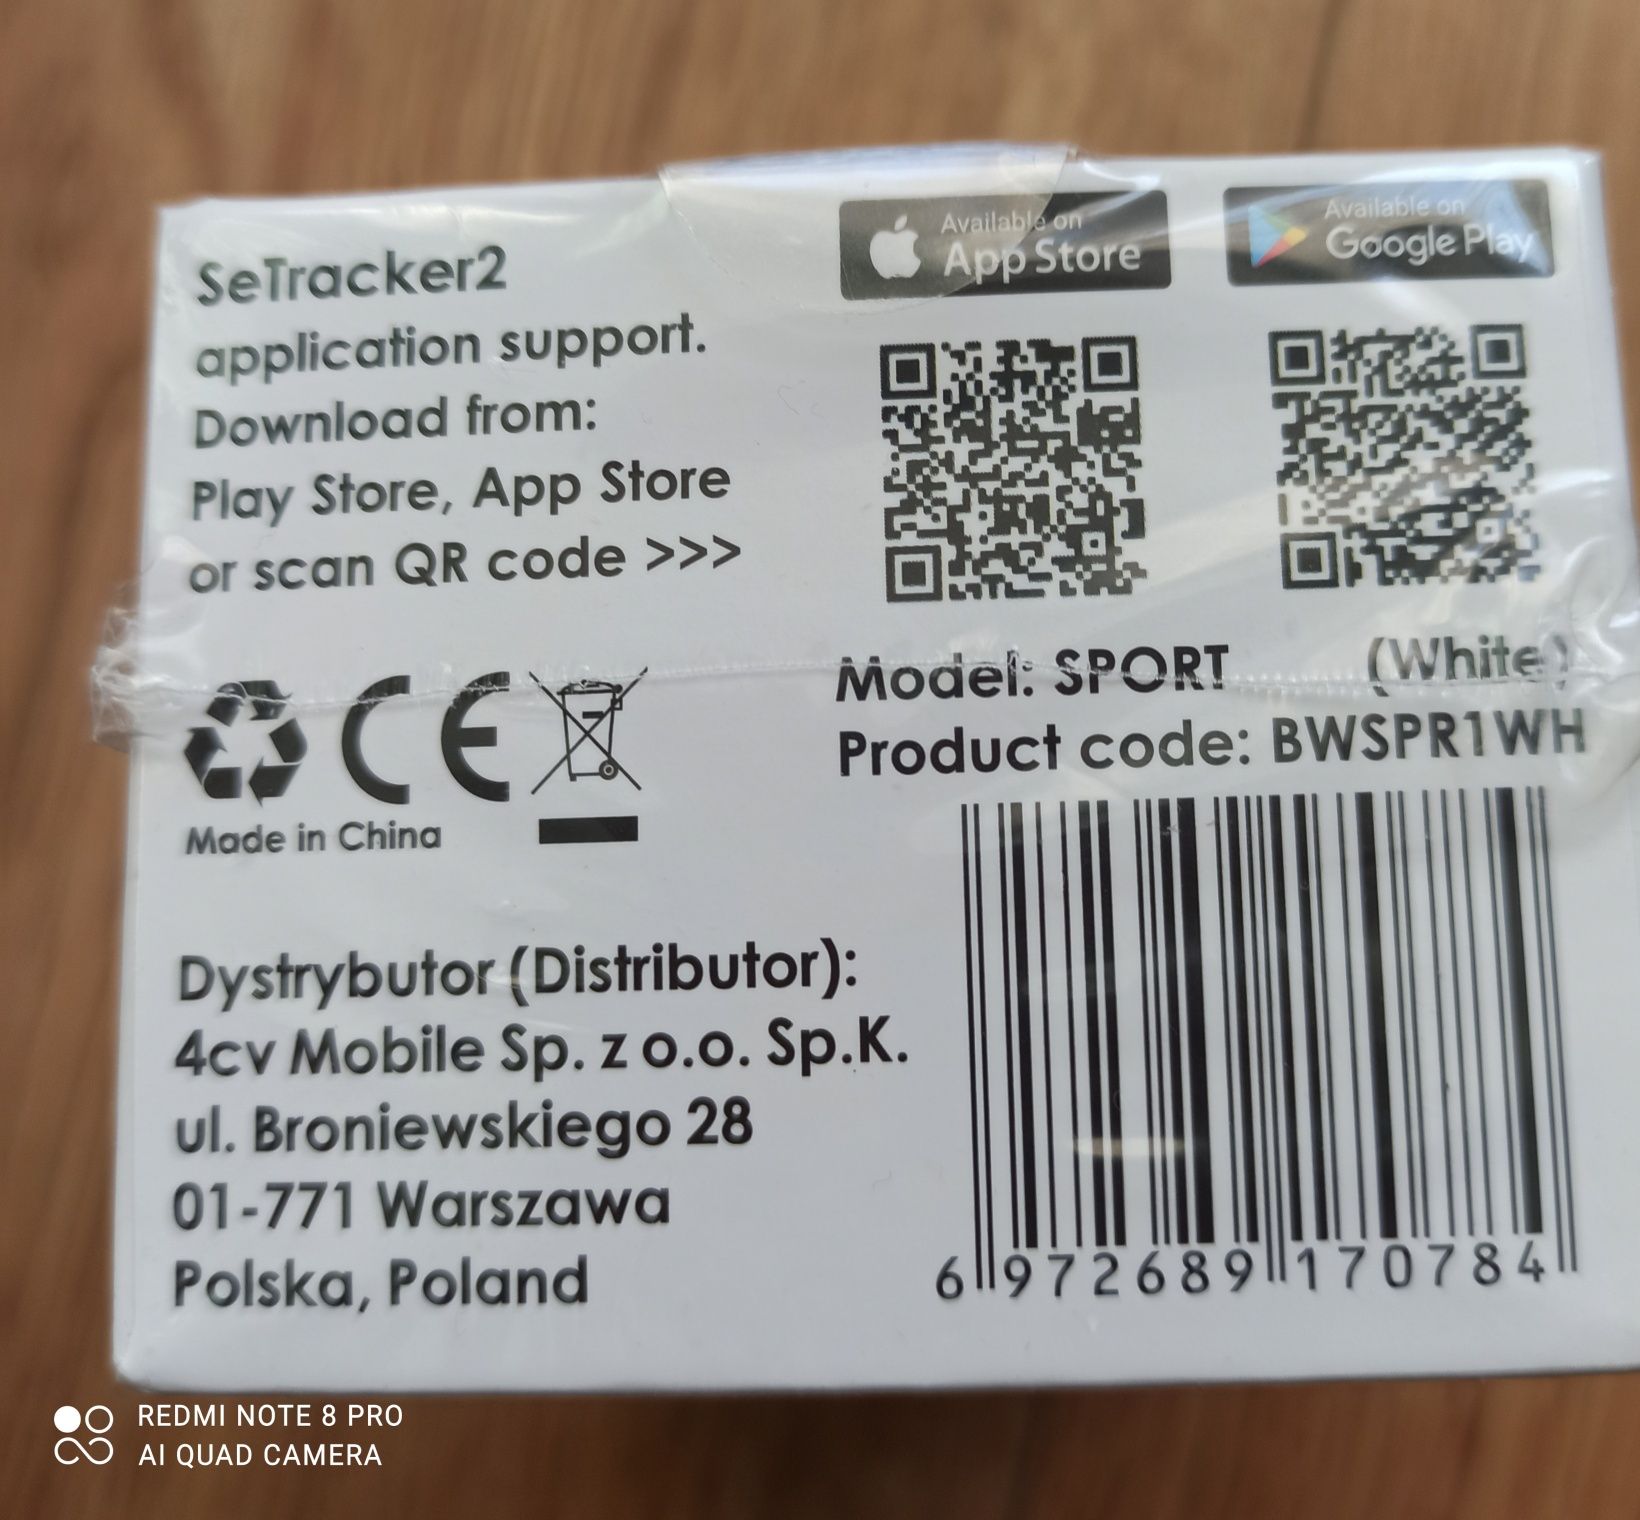 SeTracker2
application support.
Download from:
Play Store, App Store
or scan QR code >>>
Available on
App Store
Available on
Google Play
Model: SPORT (White)
Product code: BWSPR1WH
CE
Made in China
Dystrybutor (Distributor):
4cv Mobile Sp. z o.o. Sp.K.
ul. Broniewskiego 28
01-771 Warszawa
Polska, Poland
6 972689 170784
REDMI NOTE 8 PRO
AI QUAD CAMERA